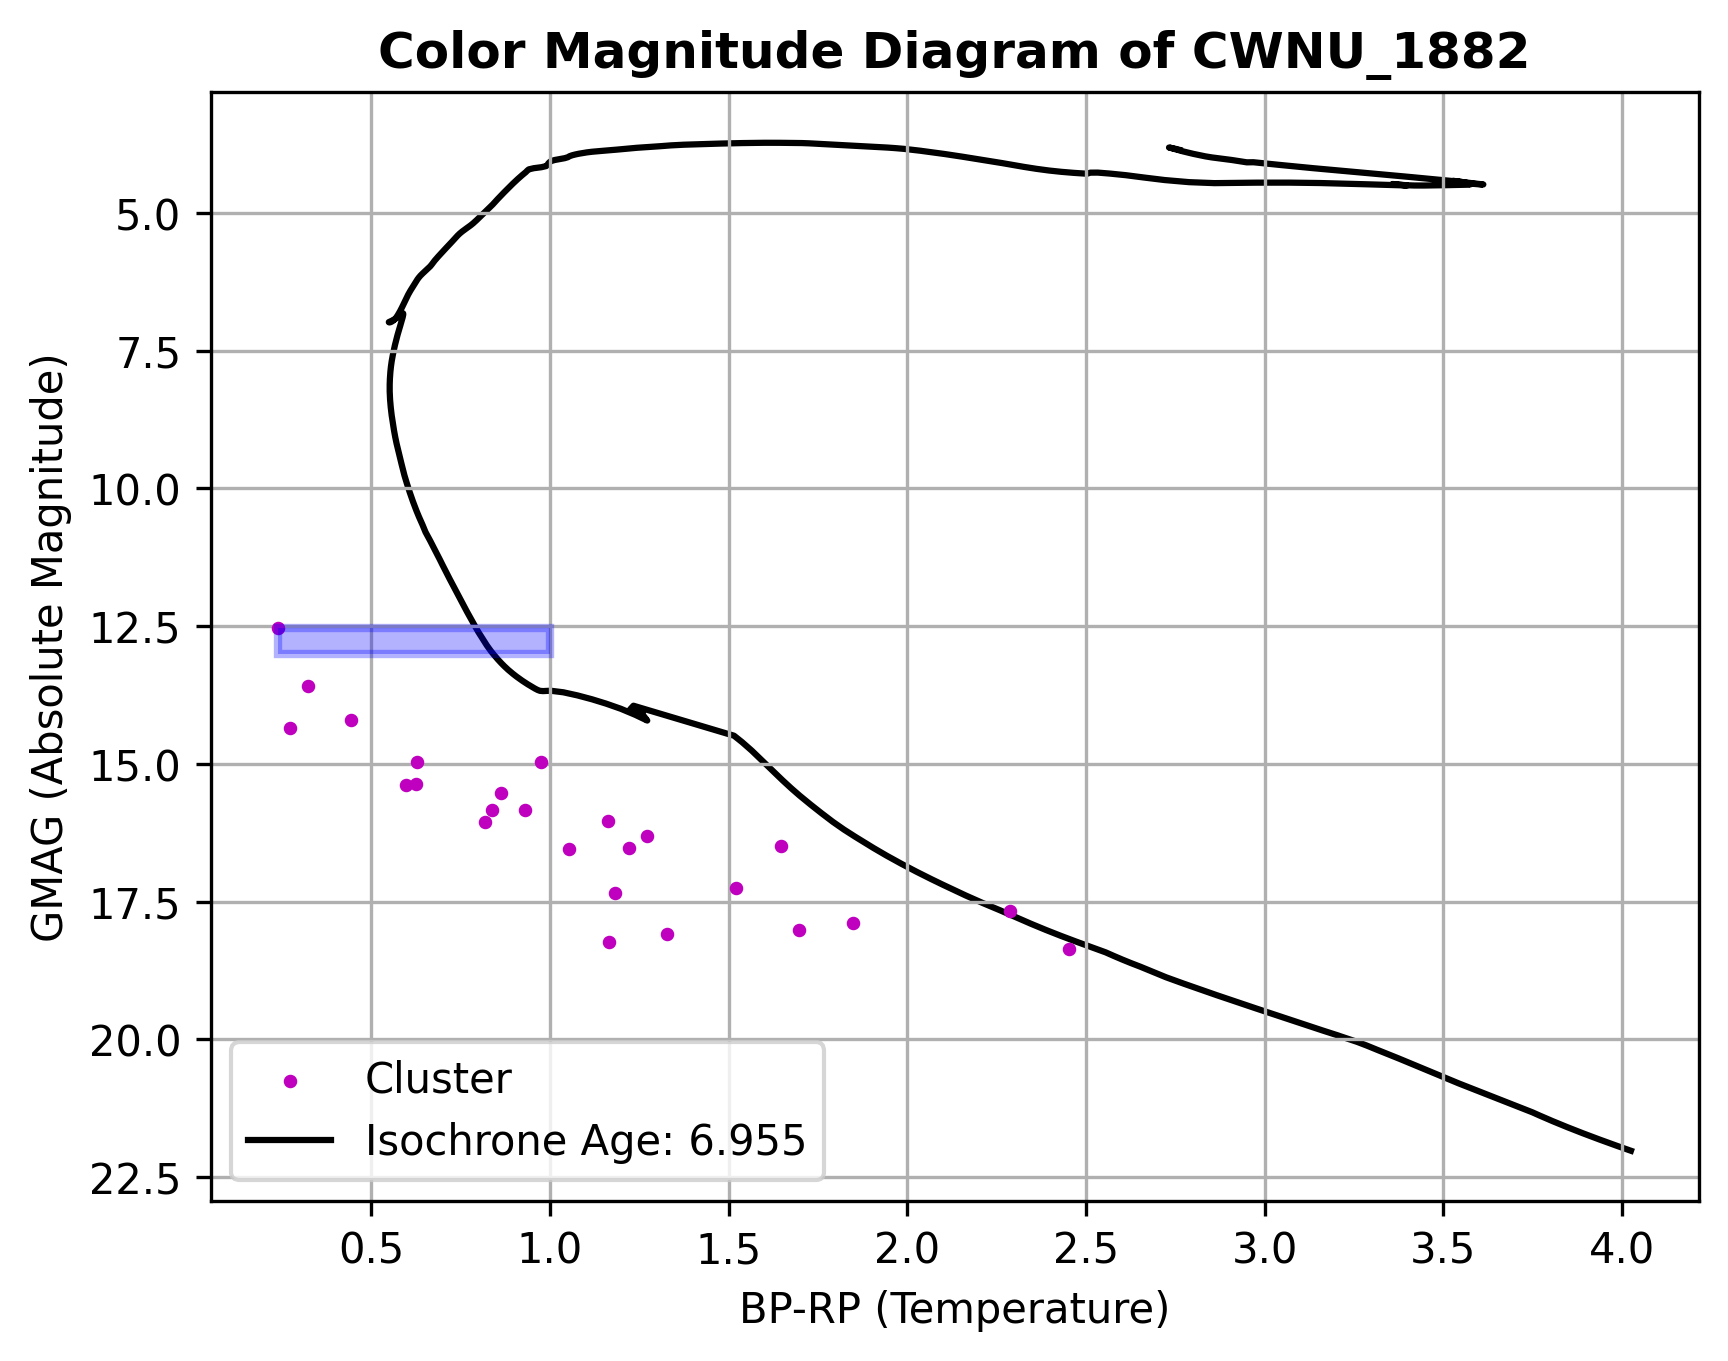 Color Magnitude Diagram of CWNU_1882
GMAG (Absolute Magnitude)
5.0
7.5
10.0
12.5
15.0
17.5
20.0
22.5
Cluster
Isochrone Age: 6.955
0.5 1.0 1.5 2.0 2.5 3.0 3.5 4.0
BP-RP (Temperature)